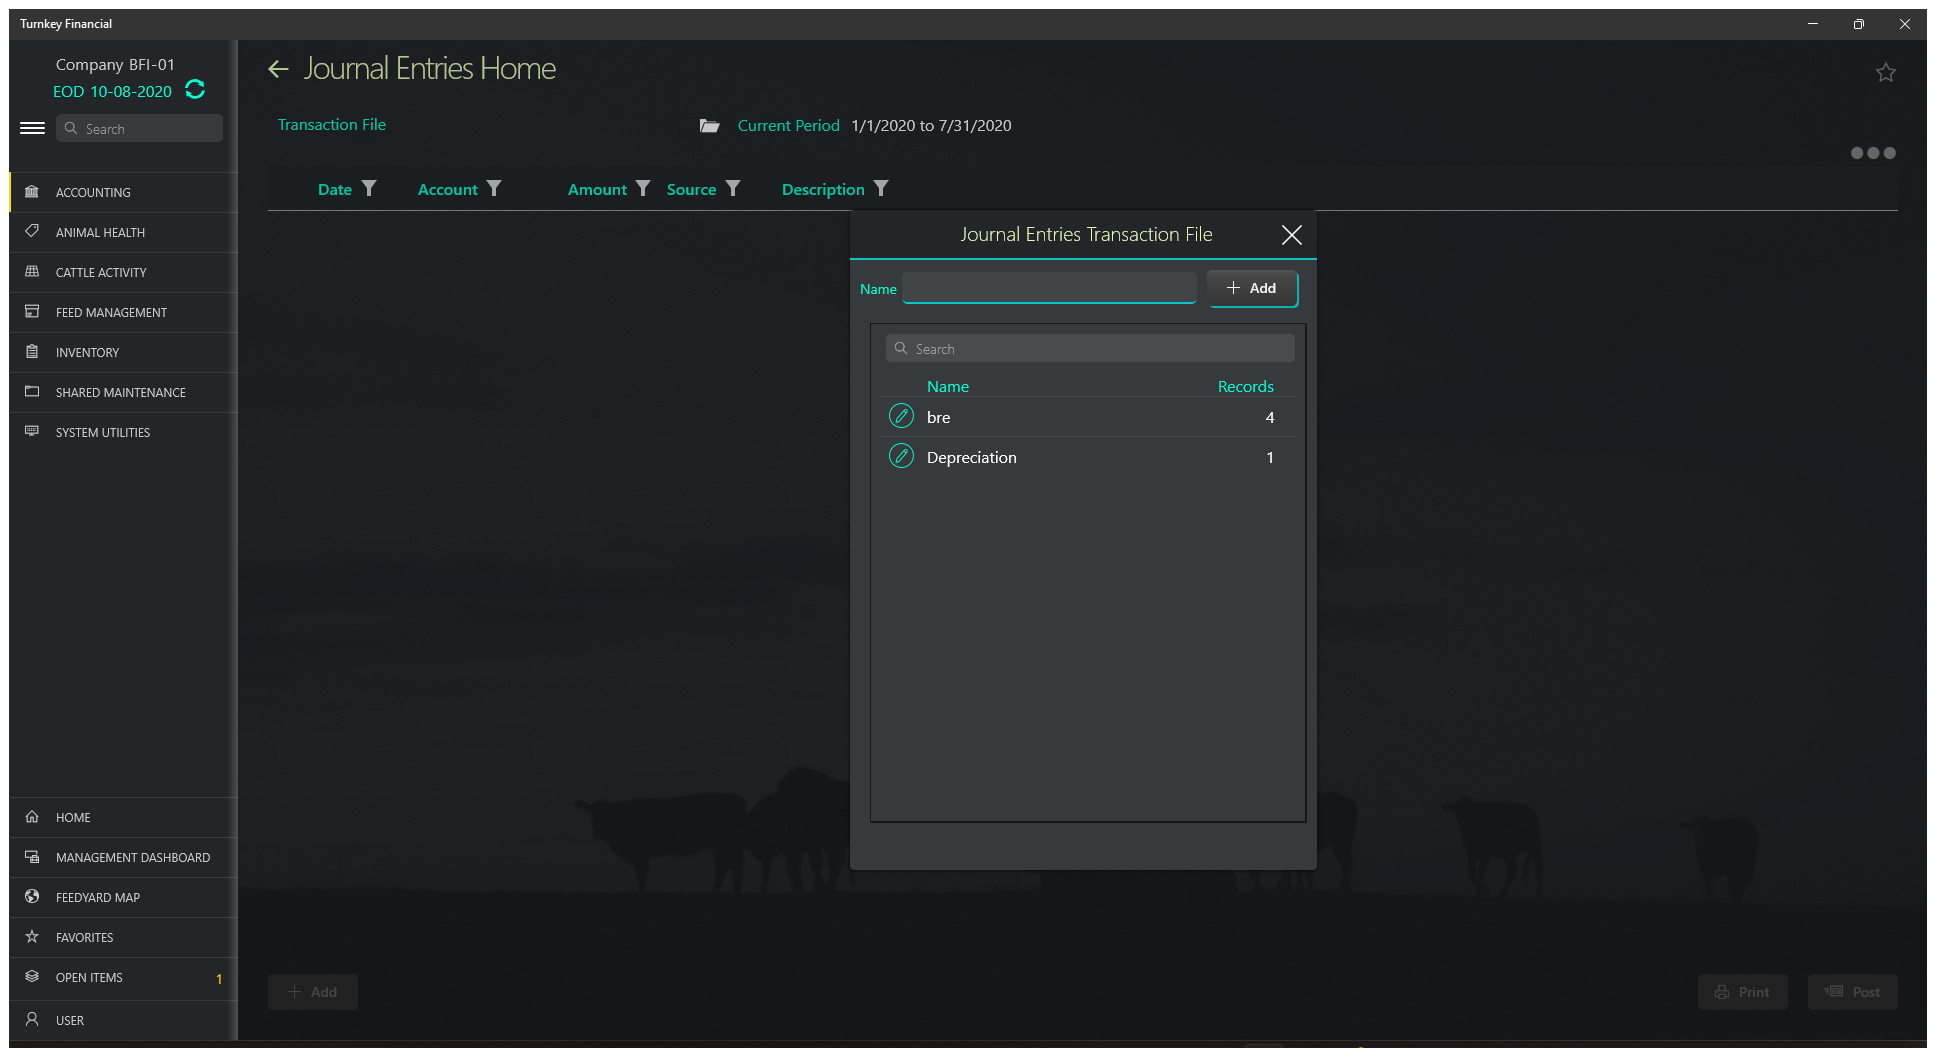 Turnkey Financial
Company BFI-01
EOD 10-08-2020
Search
ACCOUNTING
ANIMAL HEALTH
CATTLE ACTIVITY
FEED MANAGEMENT
INVENTORY
SHARED MAINTENANCE
SYSTEM UTILITIES
HOME
MANAGEMENT DASHBOARD
FEEDYARD MAP
FAVORITES
OPEN ITEMS 1
USER
Journal Entries Home
Transaction File
Current Period 1/1/2020 to 7/31/2020
Date Account Amount Source Description
Journal Entries Transaction File
Name
Add
Search
Name Records
bre 4
Depreciation 1
Add
Print
Post